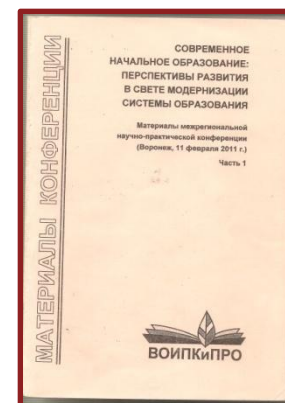 МАТЕРИАЛЫ КОНФЕРЕНЦИИ
СОВРЕМЕННОЕ
НАЧАЛЬНОЕ ОБРАЗОВАНИЕ:
ПЕРСПЕКТИВЫ РАЗВИТИЯ
В СВЕТЕ МОДЕРНИЗАЦИИ
СИСТЕМЫ ОБРАЗОВАНИЯ
Материалы межрегиональной
научно-практической конференции
(Воронеж, 11 февраля 2011 г.)
Часть 1
ВОИПКиПРО